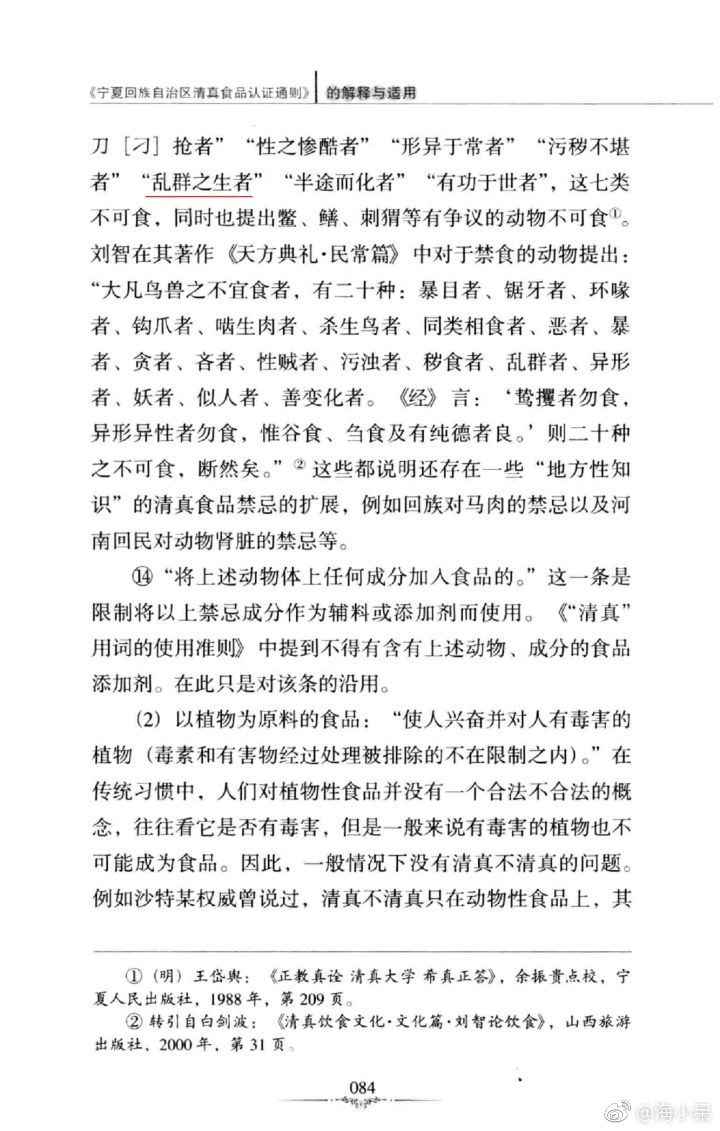 《宁夏回族自治区清真食品认证通则》 的解释与适用
刀［刁］抢者” “性之惨酷者” “形异于常者” “污秽不堪
者” “乱群之生者” “半途而化者” “有功于世者”，这七类
不可食，同时也提出鳖、鳝、刺猬等有争议的动物不可食①。
刘智在其著作《天方典礼·民常篇》中对于禁食的动物提出：
“大凡鸟兽之不宜食者，有二十种：暴目者、锯牙者、环喙
者、钩爪者、啮生肉者、杀生鸟者、同类相食者、恶者、暴
者、贪者、吝者、性贼者、污浊者、秽食者、乱群者、异形
者、妖者、似人者、善变化者。《经》言：‘鸷攫者勿食，
异形异性者勿食，惟谷食、刍食及有纯德者良。’则二十种
之不可食，断然矣。”②这些都说明还存在一些“地方性知
识”的清真食品禁忌的扩展，例如回族对马肉的禁忌以及河
南回民对动物肾脏的禁忌等。
⑭“将上述动物体上任何成分加入食品的。”这一条是
限制将以上禁忌成分作为辅料或添加剂而使用。《“清真”
用词的使用准则》中提到不得有含有上述动物、成分的食品
添加剂。在此只是对该条的沿用。
（2）以植物为原料的食品：“使人兴奋并对人有毒害的
植物（毒素和有害物经过处理被排除的不在限制之内）。”在
传统习惯中，人们对植物性食品并没有一个合法不合法的概
念，往往看它是否有毒害，但是一般来说有毒害的植物也不
可能成为食品。因此，一般情况下没有清真不清真的问题。
例如沙特某权威曾说过，清真不清真只在动物性食品上，其
①（明）王岱舆：《正教真诠 清真大学 希真正答》，余振贵点校，宁
夏人民出版社，1988年，第209页。
②转引自白剑波：《清真饮食文化·文化篇·刘智论饮食》，山西旅游
出版社，2000年，第31页。
084
@海小呆